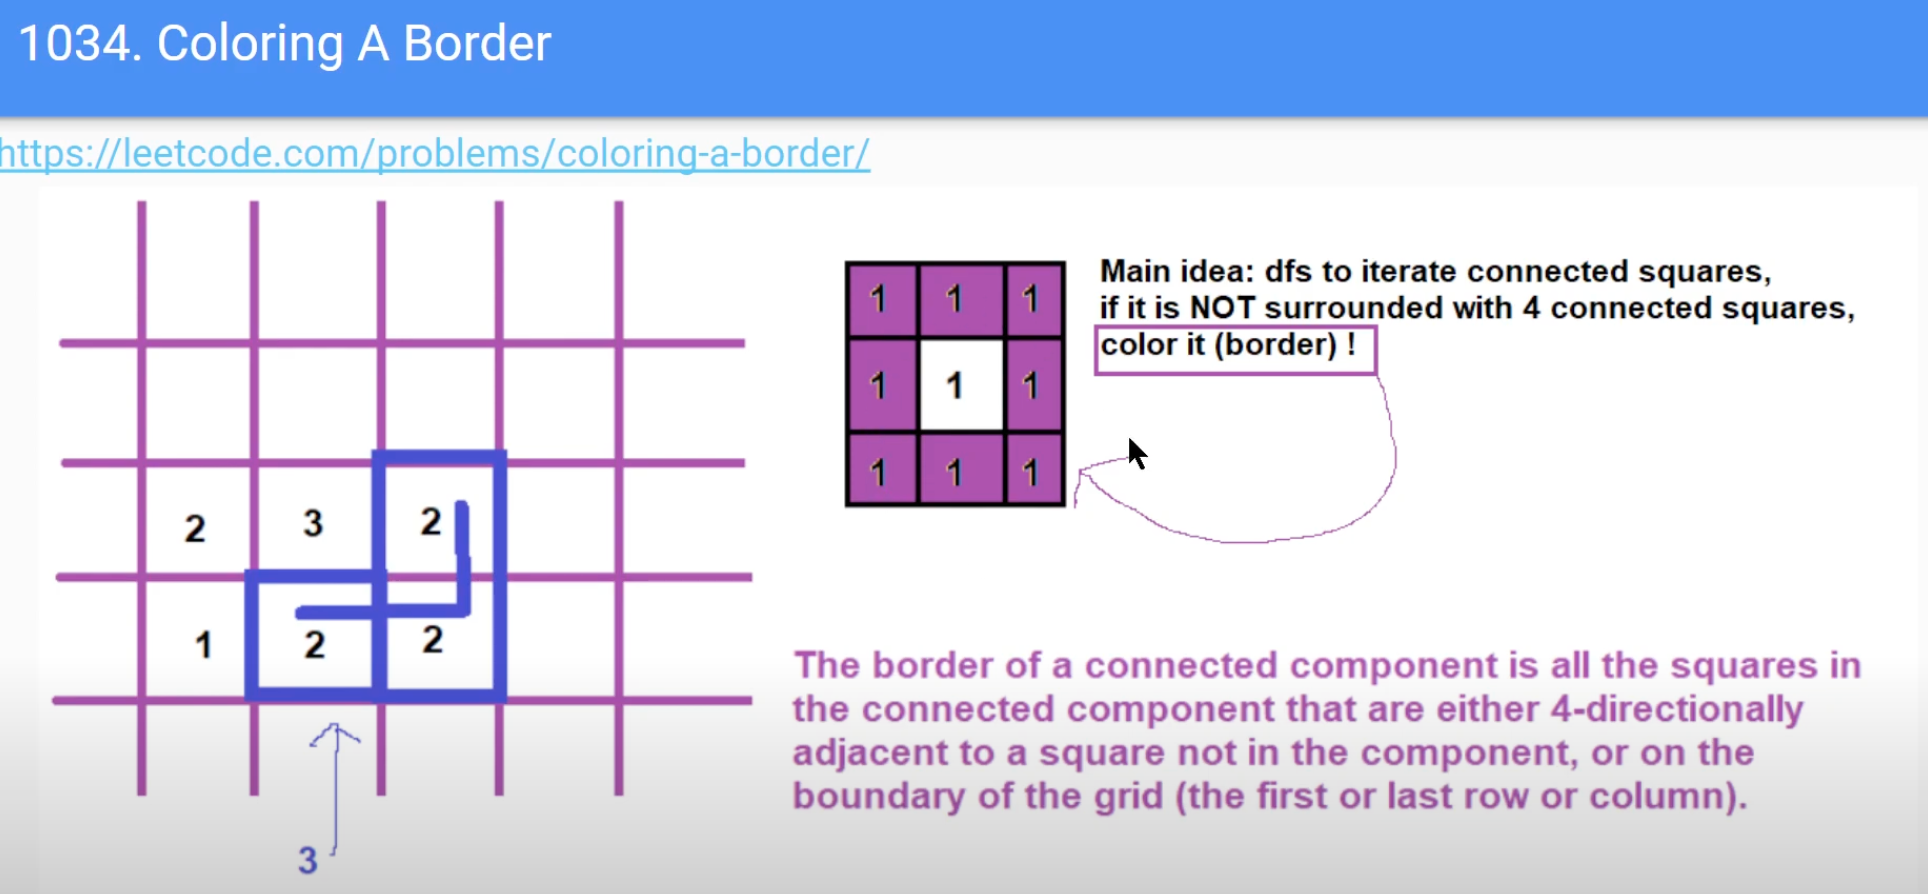 1034. Coloring A Border
https://leetcode.com/problems/coloring-a-border/
Main idea: dfs to iterate connected squares,
if it is NOT surrounded with 4 connected squares,
color it (border) !
1 1 1
1 1 1
1 1 1
2 3 2
1 2 2
3
The border of a connected component is all the squares in
the connected component that are either 4-directionally
adjacent to a square not in the component, or on the
boundary of the grid (the first or last row or column).